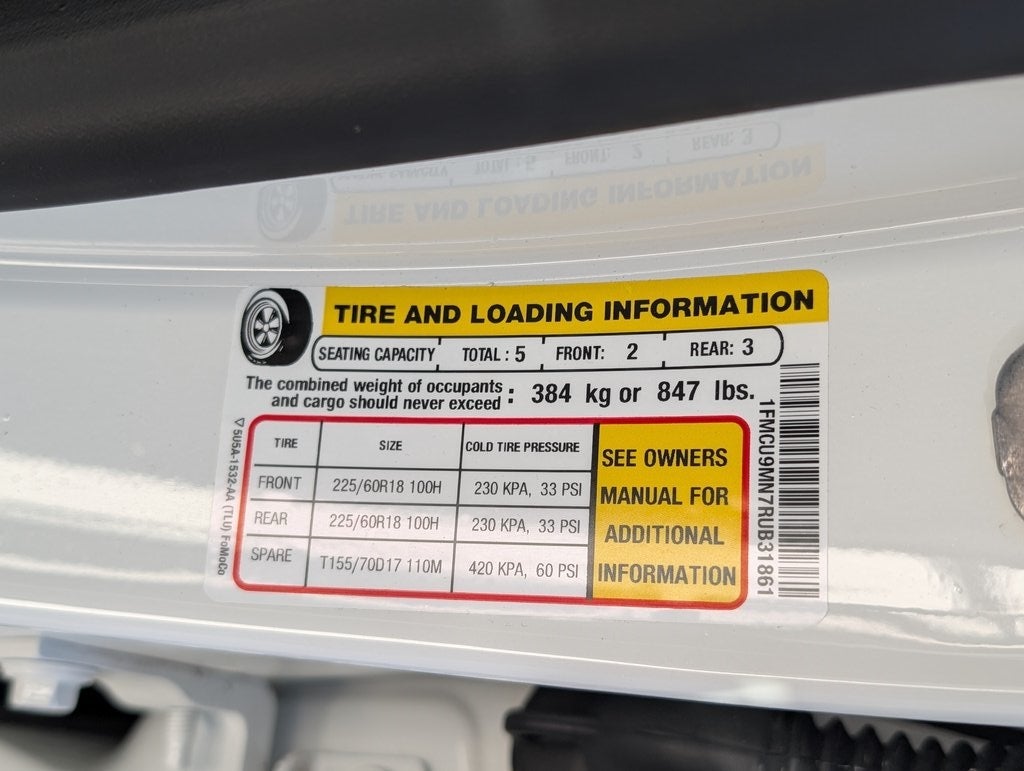 TIRE AND LOADING INFORMATION
SEATING CAPACITY TOTAL : 5 FRONT: 2 REAR: 3
The combined weight of occupants
and cargo should never exceed : 384 kg or 847 lbs.
TIRE SIZE COLD TIRE PRESSURE
FRONT 225/60R18 100H 230 KPA, 33 PSI
REAR 225/60R18 100H 230 KPA, 33 PSI
SPARE T155/70D17 110M 420 KPA, 60 PSI
SEE OWNERS
MANUAL FOR
ADDITIONAL
INFORMATION
5U5A-1532-AA (TLU) FoMoCo
1FMCU9MN7RUB31861